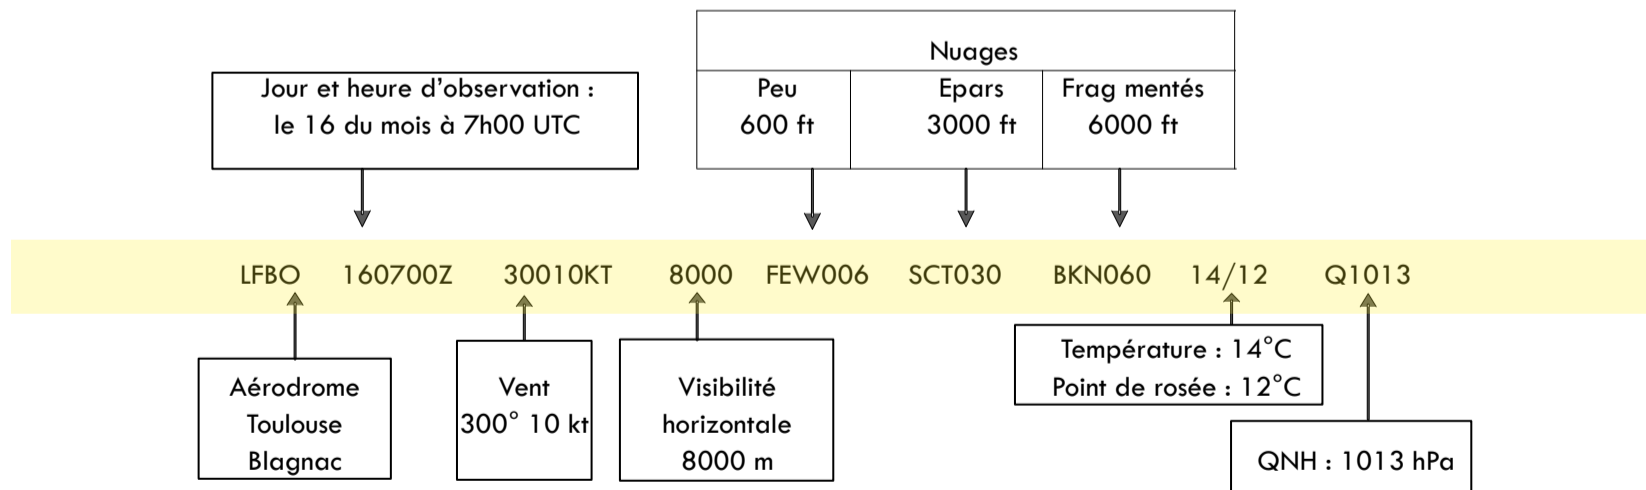 Nuages
Jour et heure d’observation :
le 16 du mois à 7h00 UTC
Peu
600 ft
Epars
3000 ft
Frag mentés
6000 ft
LFBO 160700Z 30010KT 8000 FEW006 SCT030 BKN060 14/12 Q1013
Aérodrome
Toulouse
Blagnac
Vent
300° 10 kt
Visibilité
horizontale
8000 m
Température : 14°C
Point de rosée : 12°C
QNH : 1013 hPa